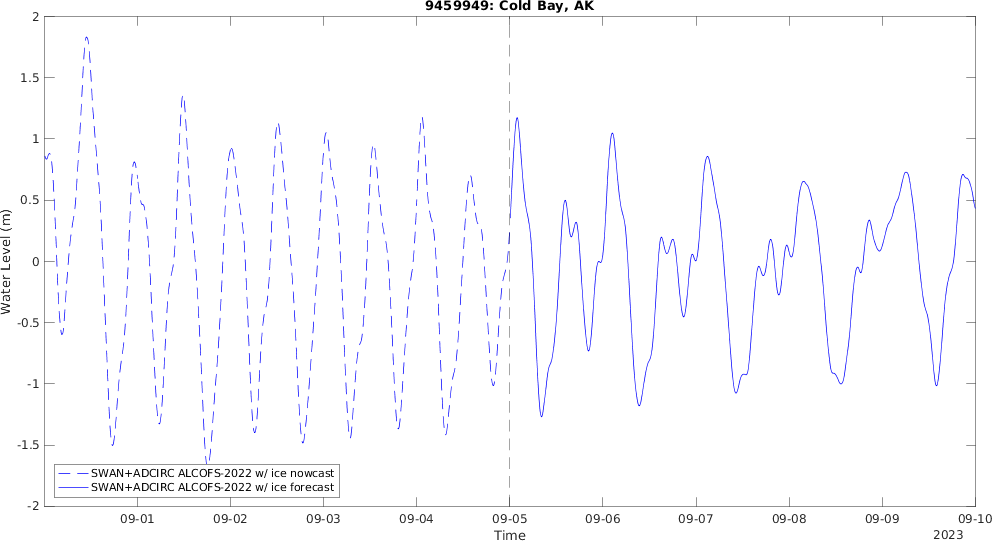 9459949: Cold Bay, AK
2
1.5
1
0.5
0
-0.5
-1
-1.5
-2
Water Level (m)
SWAN+ADCIRC ALCOFS-2022 w/ ice nowcast
SWAN+ADCIRC ALCOFS-2022 w/ ice forecast
09-01 09-02 09-03 09-04 09-05 09-06 09-07 09-08 09-09 09-10
Time
2023